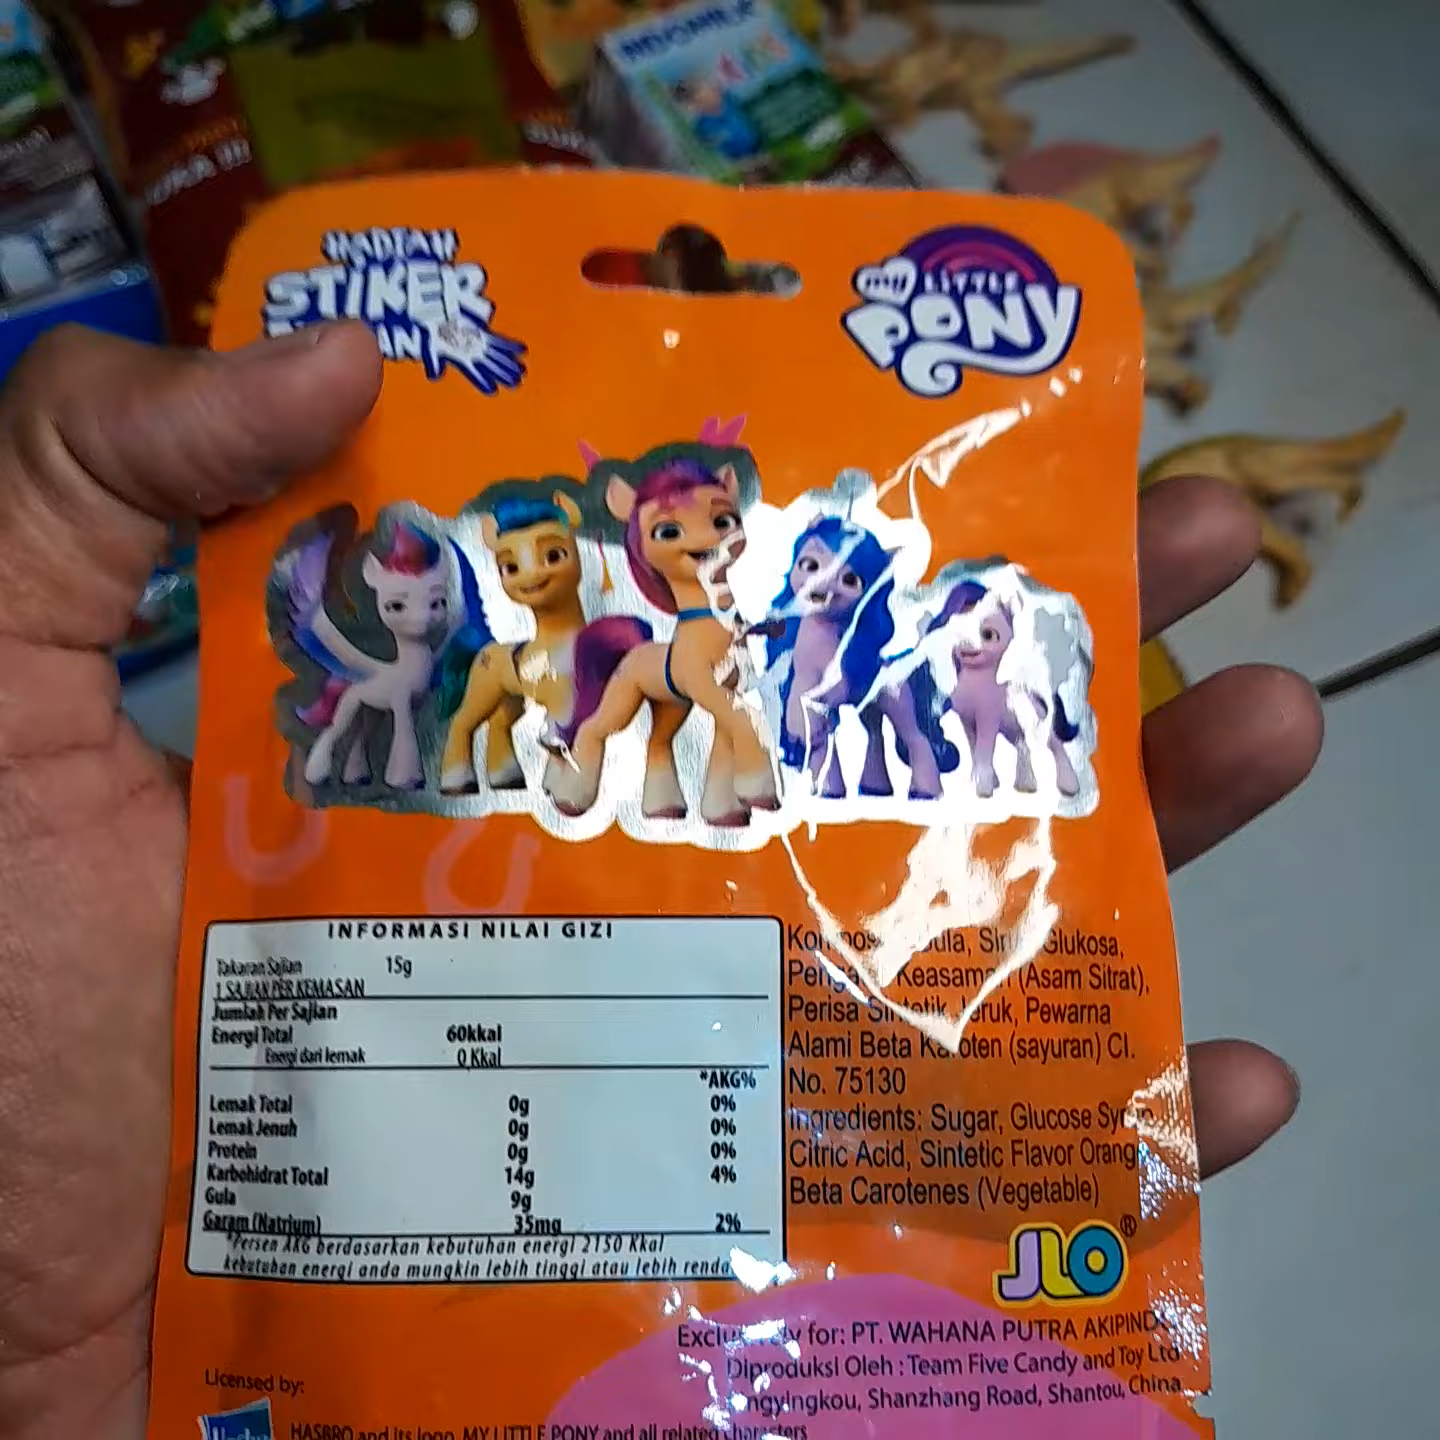 HADIAH
STIKER
my LITTLE
PONY
INFORMASI NILAI GIZI
Takaran Sajian 15g
1 SAJIAN PER KEMASAN
Jumlah Per Sajian
Energi Total 60kkal
Energi dari lemak 0 Kkal
*AKG%
Lemak Total 0g 0%
Lemak Jenuh 0g 0%
Protein 0g 0%
Karbohidrat Total 14g 4%
Gula 9g
Garam (Natrium) 35mg 2%
*Persen AKG berdasarkan kebutuhan energi 2150 Kkal
kebutuhan energi anda mungkin lebih tinggi atau lebih
Glukosa,
(Asam Sitrat),
Perisa Pewarna
Alami Beta (sayuran) CI.
No. 75130
Ingredients: Sugar, Glucose
Citric Acid, Sintetic Flavor
Beta Carotenes (Vegetable)
JLO®
for: PT. WAHANA PUTRA
Diproduksi Oleh : Team Five Candy and Toy Ltd
Shanzhang Road, Shantou, China
Licensed by:
HASBRO and its logo, MY LITTLE PONY and all related characters